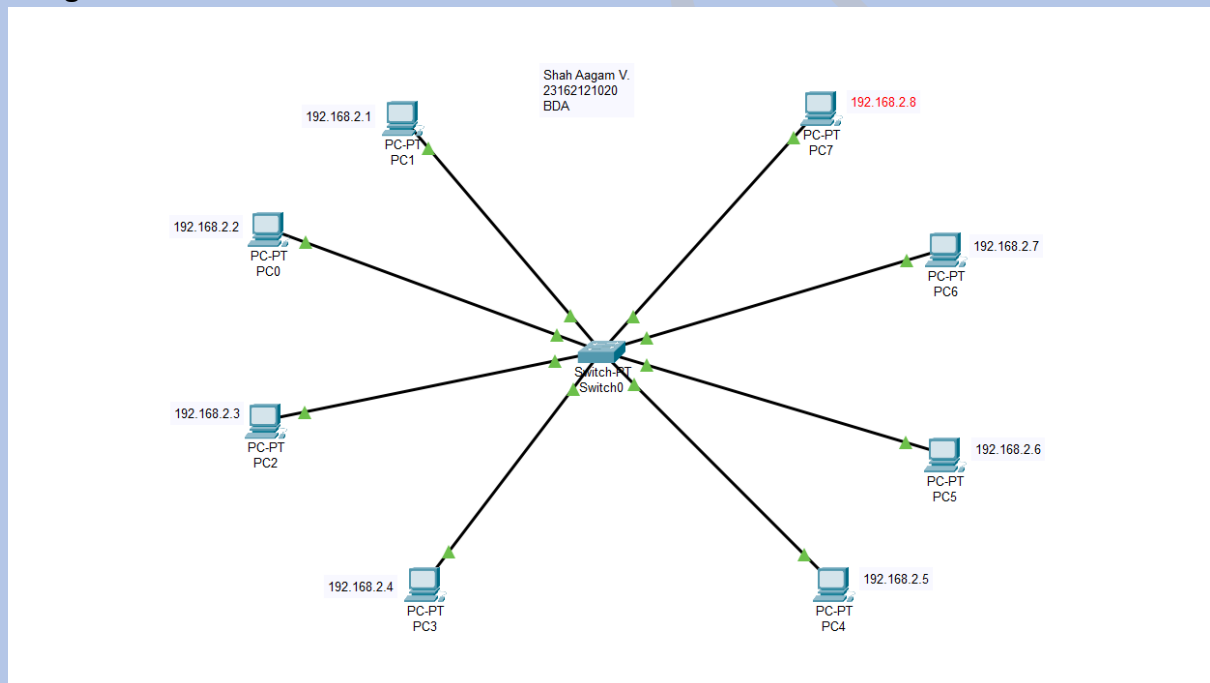 Shah Aagam V.
23162121020
BDA
192.168.2.1
PC-PT
PC1
192.168.2.8
PC-PT
PC7
192.168.2.2
PC-PT
PC0
192.168.2.7
PC-PT
PC6
Switch-PT
Switch0
192.168.2.3
PC-PT
PC2
192.168.2.6
PC-PT
PC5
192.168.2.4
PC-PT
PC3
192.168.2.5
PC-PT
PC4